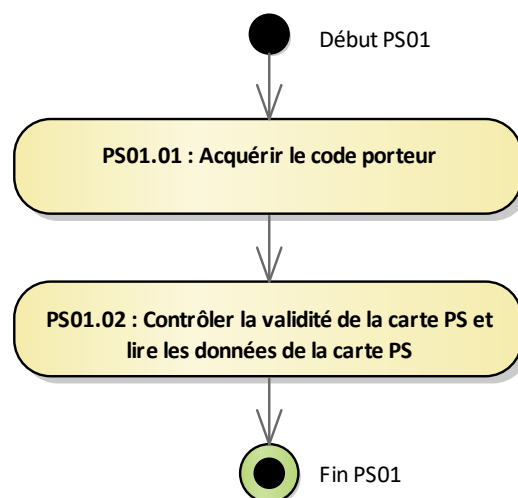 Début PS01
PS01.01 : Acquérir le code porteur
PS01.02 : Contrôler la validité de la carte PS et
lire les données de la carte PS
Fin PS01